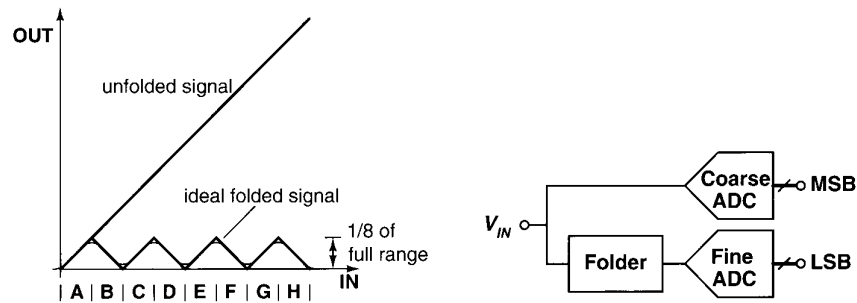 OUT
unfolded signal
ideal folded signal
1/8 of
full range
IN
| A | B | C | D | E | F | G | H |
Coarse
ADC
MSB
V_IN
Folder
Fine
ADC
LSB